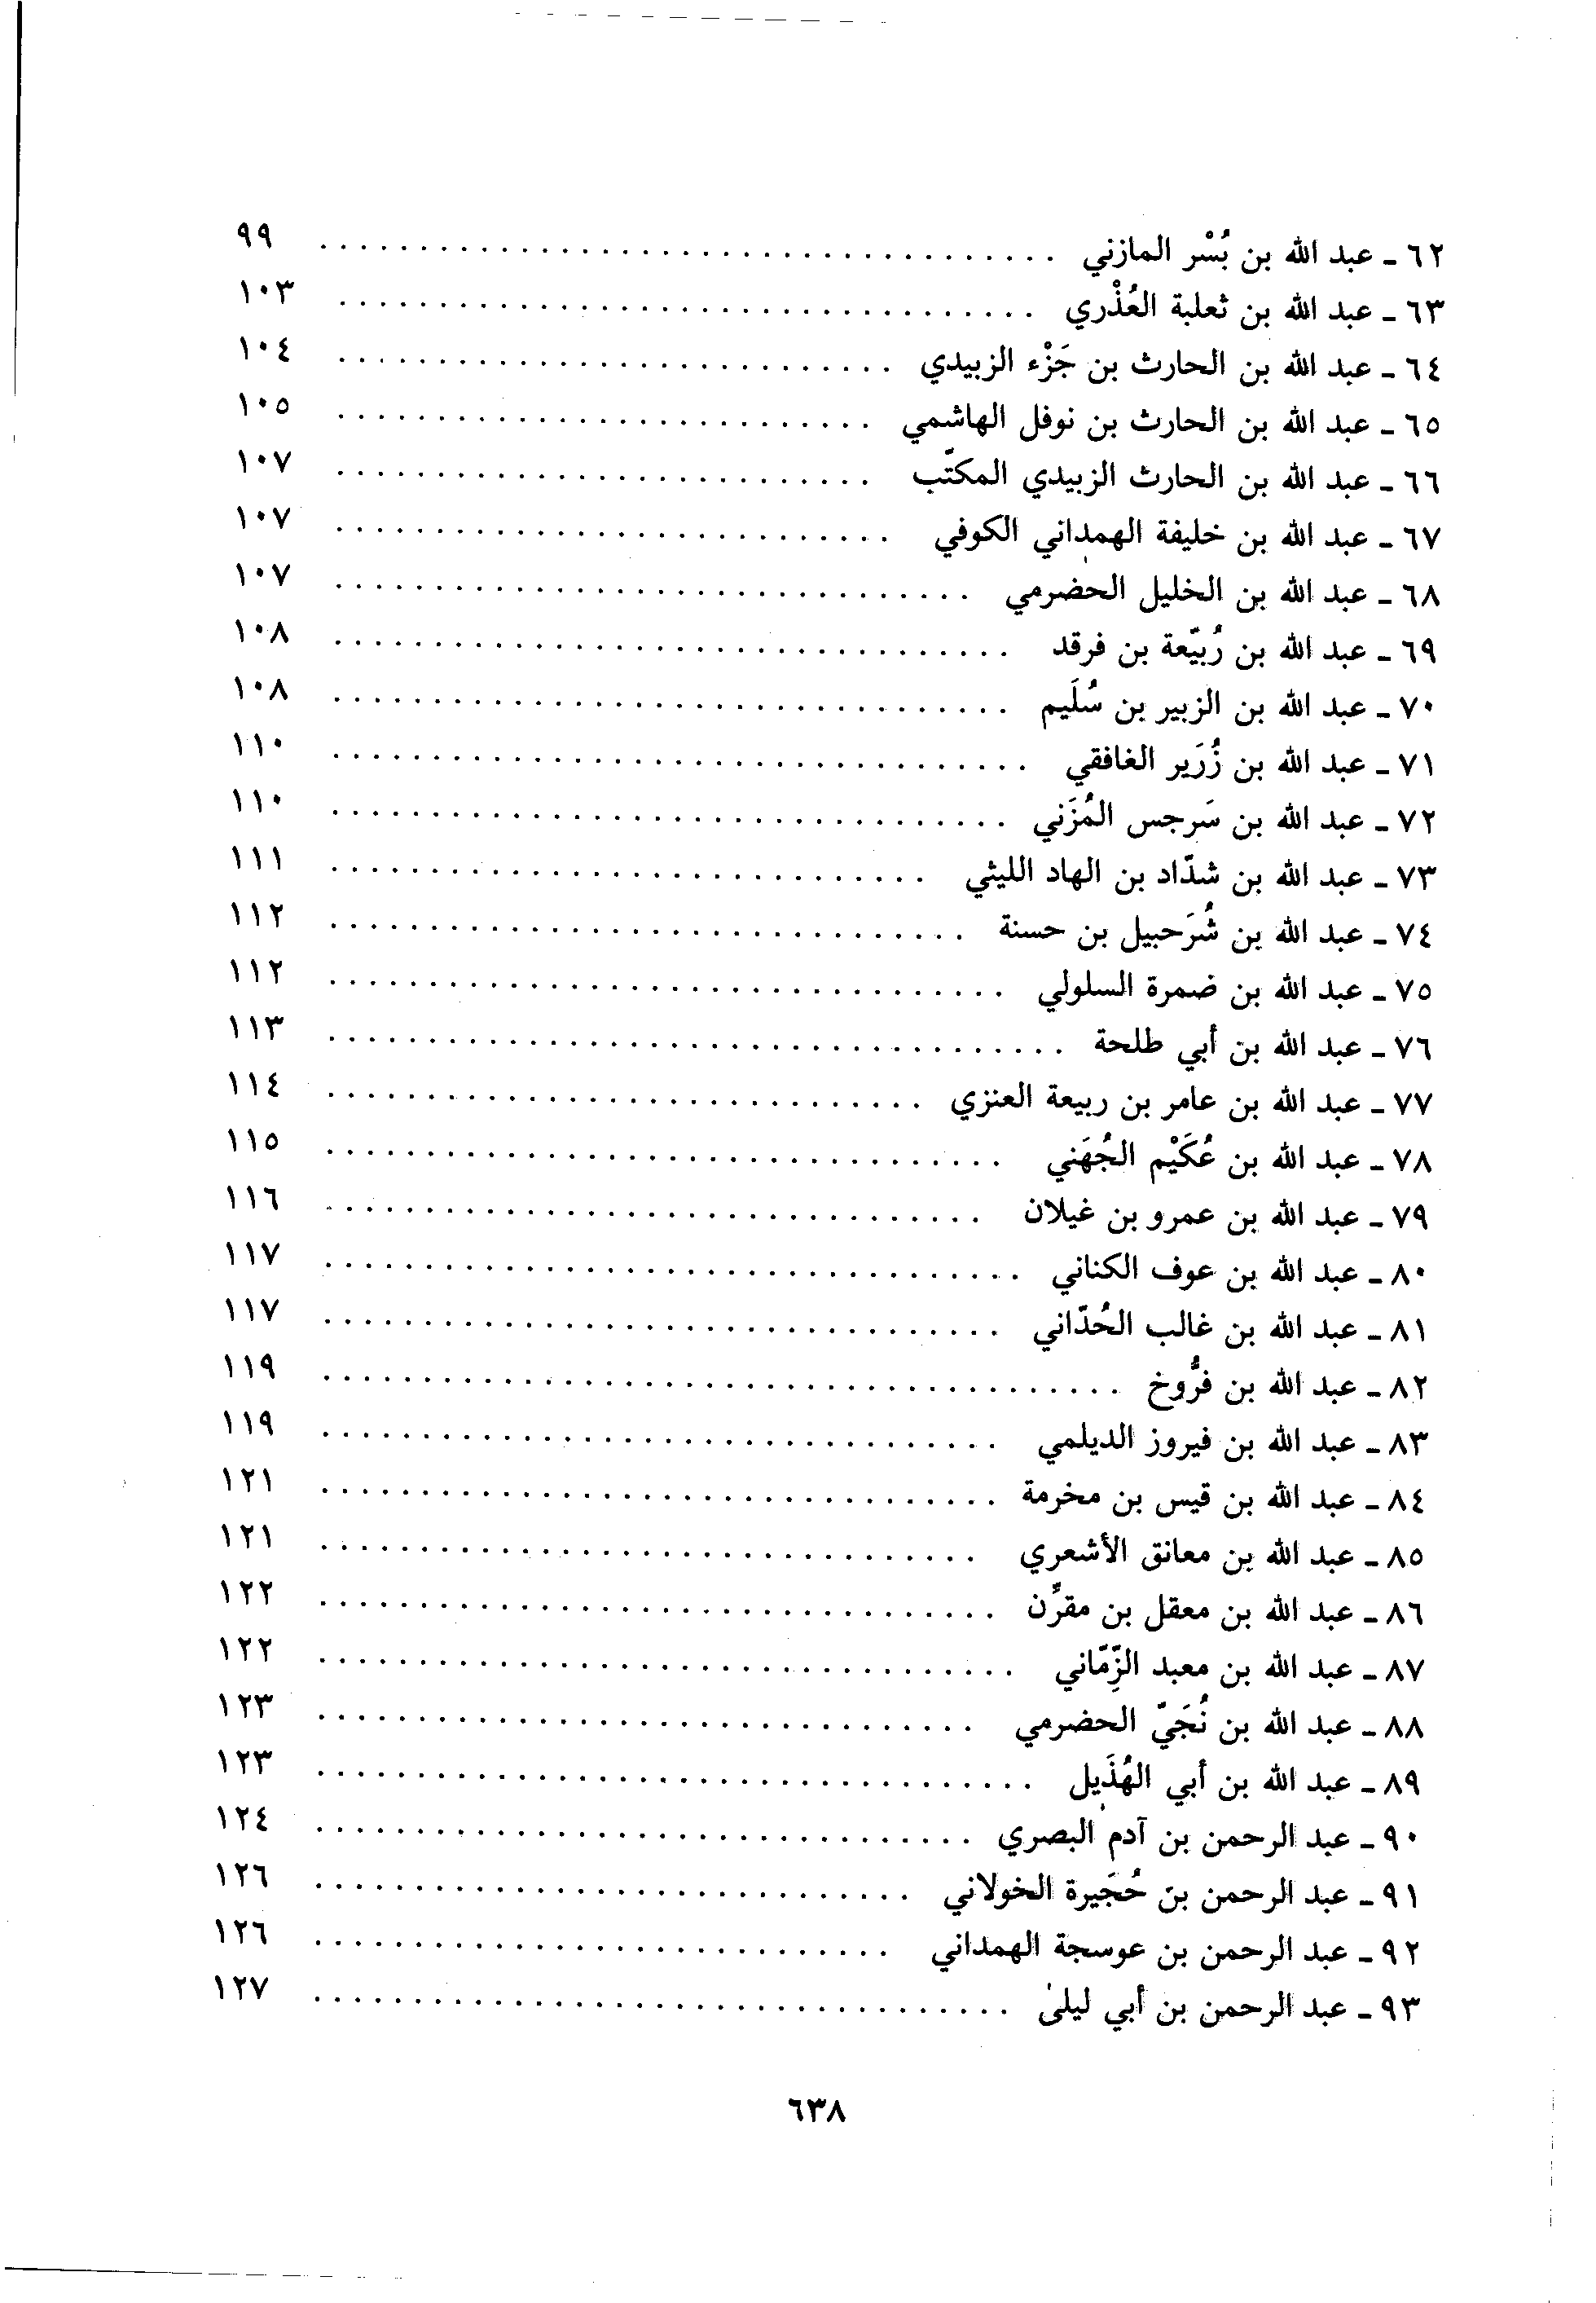 ٦٢ - عبد الله بن بُسْر المازني . . . . . . . . . . ٩٩
٦٣ - عبد الله بن ثعلبة العُذْري . . . . . . . . . . ١٠٣
٦٤ - عبد الله بن الحارث بن جَزْء الزبيدي . . . . . . . . . . ١٠٤
٦٥ - عبد الله بن الحارث بن نوفل الهاشمي . . . . . . . . . . ١٠٥
٦٦ - عبد الله بن الحارث الزبيدي المكتّب . . . . . . . . . . ١٠٧
٦٧ - عبد الله بن خليفة الهمداني الكوفي . . . . . . . . . . ١٠٧
٦٨ - عبد الله بن الخليل الحضرمي . . . . . . . . . . ١٠٧
٦٩ - عبد الله بن رُبيّعة بن فرقد . . . . . . . . . . ١٠٨
٧٠ - عبد الله بن الزبير بن سُلَيم . . . . . . . . . . ١٠٨
٧١ - عبد الله بن زُرَير الغافقي . . . . . . . . . . ١١٠
٧٢ - عبد الله بن سَرجس المُزَني . . . . . . . . . . ١١٠
٧٣ - عبد الله بن شدّاد بن الهاد الليثي . . . . . . . . . . ١١١
٧٤ - عبد الله بن شُرَحبيل بن حسنة . . . . . . . . . . ١١٢
٧٥ - عبد الله بن ضمرة السلولي . . . . . . . . . . ١١٢
٧٦ - عبد الله بن أبي طلحة . . . . . . . . . . ١١٣
٧٧ - عبد الله بن عامر بن ربيعة العنزي . . . . . . . . . . ١١٤
٧٨ - عبد الله بن عُكَيْم الجُهَني . . . . . . . . . . ١١٥
٧٩ - عبد الله بن عمرو بن غيلان . . . . . . . . . . ١١٦
٨٠ - عبد الله بن عوف الكناني . . . . . . . . . . ١١٧
٨١ - عبد الله بن غالب الحُدّاني . . . . . . . . . . ١١٧
٨٢ - عبد الله بن فرُّوخ . . . . . . . . . . ١١٩
٨٣ - عبد الله بن فيروز الديلمي . . . . . . . . . . ١١٩
٨٤ - عبد الله بن قيس بن مخرمة . . . . . . . . . . ١٢١
٨٥ - عبد الله بن معانق الأشعري . . . . . . . . . . ١٢١
٨٦ - عبد الله بن معقل بن مقرِّن . . . . . . . . . . ١٢٢
٨٧ - عبد الله بن معبد الزِّمّاني . . . . . . . . . . ١٢٢
٨٨ - عبد الله بن نُجَيّ الحضرمي . . . . . . . . . . ١٢٣
٨٩ - عبد الله بن أبي الهُذَيل . . . . . . . . . . ١٢٣
٩٠ - عبد الرحمن بن آدم البصري . . . . . . . . . . ١٢٤
٩١ - عبد الرحمن بن حُجَيرة الخولاني . . . . . . . . . . ١٢٦
٩٢ - عبد الرحمن بن عوسجة الهمداني . . . . . . . . . . ١٢٦
٩٣ - عبد الرحمن بن أبي ليلىٰ . . . . . . . . . . ١٢٧
٦٣٨